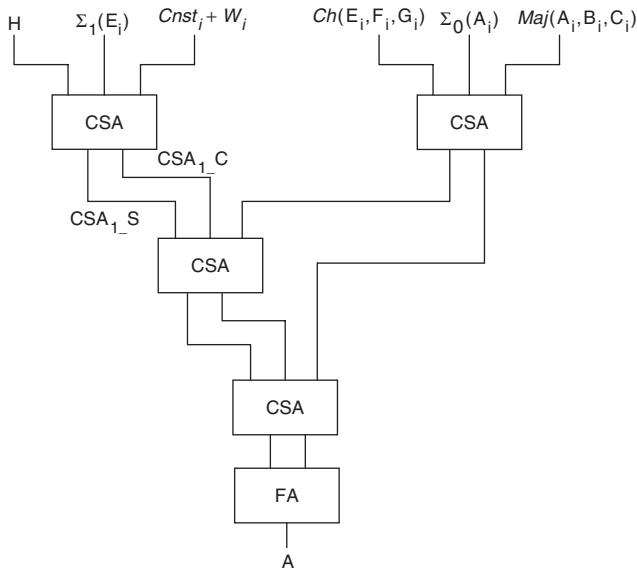 H Σ₁(Eᵢ) Cnstᵢ + Wᵢ Ch(Eᵢ,Fᵢ,Gᵢ) Σ₀(Aᵢ) Maj(Aᵢ,Bᵢ,Cᵢ)
CSA CSA
CSA₁_C
CSA₁_S
CSA
CSA
FA
A